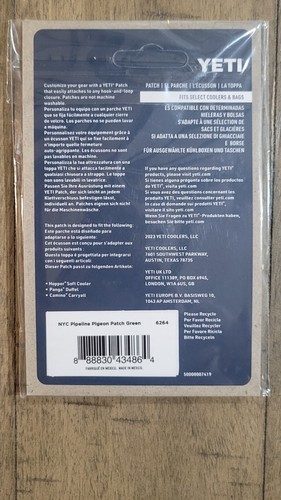 YETI
PATCH | EL PARCHE | L'ÉCUSSON | LA TOPPA
FITS SELECT COOLERS & BAGS
ES COMPATIBLE CON DETERMINADAS
HIELERAS Y BOLSAS
S'ADAPTE À UNE SÉLECTION DE
SACS ET GLACIÈRES
SI ADATTA A UNA SELEZIONE DI GHIACCIAIE
E BORSE
FÜR AUSGEWÄHLTE KÜHLBOXEN UND TASCHEN
Customize your gear with a YETI® Patch
that easily attaches to any hook-and-loop
closure. Patches are not machine
washable.
Personaliza tu equipo con un parche YETI
que se fija fácilmente a cualquier cierre
de velcro. Los parches no se pueden lavar
a máquina.
Personnalisez votre équipement grâce à
un écusson YETI qui se fixe facilement à
n'importe quelle fermeture
auto-agrippante. Les écussons ne sont
pas lavables en machine.
Personalizza la tua attrezzatura con una
toppa YETI che si attacca facilmente a
qualsiasi chiusura a strappo. Le toppe
non sono lavabili in lavatrice.
Passen Sie Ihre Ausrüstung mit einem
YETI Patch, der sich leicht an jedem
Klettverschluss befestigen lässt,
individuell an. Patches eignen sich nicht
für die Maschinenwäsche
This patch is designed to fit the following:
Este parche está diseñado para
adaptarse a lo siguiente:
Cet écusson est conçu pour s'adapter aux
produits suivants:
Questa toppa è progettata per integrarsi
con i seguenti articoli:
Dieser Patch passt zu folgenden Artikeln:
• Hopper® Soft Cooler
• Panga® Duffel
• Camino® Carryall
If you have any questions regarding YETI®
products, please visit yeti.com
Si tienes alguna pregunta sobre los productos
de YETI®, visita yeti.com
Si vous avez des questions concernant les
produits YETI®, veuillez visiter yeti.com
In caso di domande sui prodotti YETI®,
visitare il sito yeti.com
Wenn Sie Fragen zu YETI®-Produkten haben,
besuchen Sie bitte yeti.com
2023 YETI COOLERS, LLC
YETI COOLERS, LLC
7601 SOUTHWEST PARKWAY,
AUSTIN, TEXAS 78735
YETI UK LTD
OFFICE 111389, PO BOX 6945,
LONDON, W1A 6US, GB
YETI EUROPE B.V. BASISWEG 10,
1043 AP AMSTERDAM, NL
NYC Pipeline Pigeon Patch Green 6264
8 88830 43486 4
FABRIQUÉ EN MEXIQUE MADE IN MEXICO
Please Recycle
Por Favor Recicla
Veuillez Recycler
Per Favore Ricicla
Bitte Recyceln
50000007419